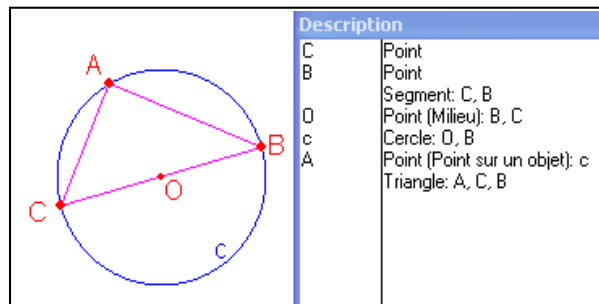 A
B
O
C
c
Description
C Point
B Point
Segment: C, B
O Point (Milieu): B, C
c Cercle: O, B
A Point (Point sur un objet): c
Triangle: A, C, B